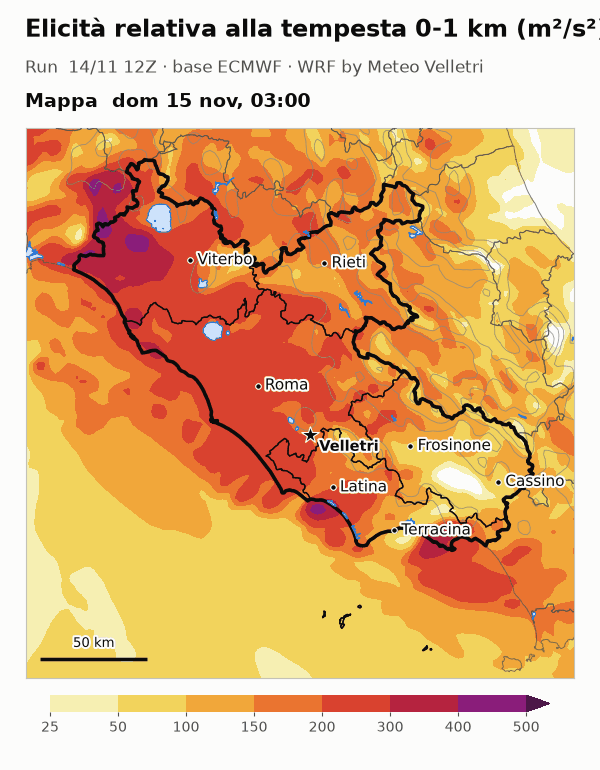 Elicità relativa alla tempesta 0-1 km (m²/s²)
Run 14/11 12Z · base ECMWF · WRF by Meteo Velletri
Mappa dom 15 nov, 03:00
Viterbo
Rieti
Roma
Velletri
Frosinone
Cassino
Latina
Terracina
50 km
25 50 100 150 200 300 400 500